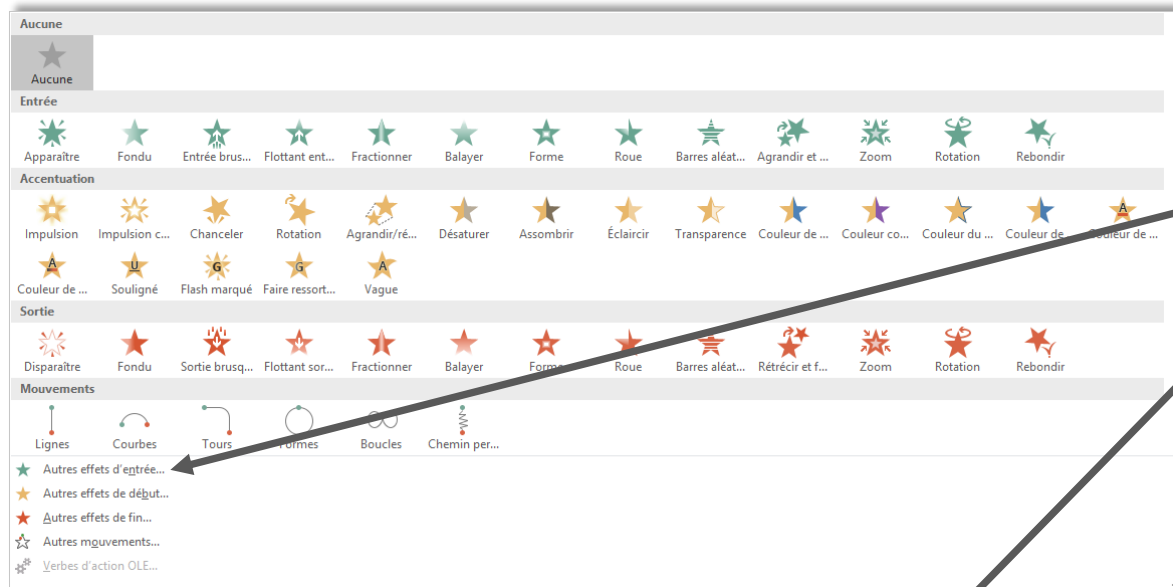 Aucune
Aucune
Entrée
Apparaître Fondu Entrée brus... Flottant ent... Fractionner Balayer Forme Roue Barres aléat... Agrandir et ... Zoom Rotation Rebondir
Accentuation
Impulsion Impulsion c... Chanceler Rotation Agrandir/ré... Désaturer Assombrir Éclaircir Transparence Couleur de ... Couleur co... Couleur du ... Couleur de ... Couleur de ...
Couleur de ... Souligné Flash marqué Faire ressort... Vague
Sortie
Disparaître Fondu Sortie brusq... Flottant sor... Fractionner Balayer Forme Roue Barres aléat... Rétrécir et f... Zoom Rotation Rebondir
Mouvements
Lignes Courbes Tours Formes Boucles Chemin per...
Autres effets d'entrée...
Autres effets de début...
Autres effets de fin...
Autres mouvements...
Verbes d'action OLE...